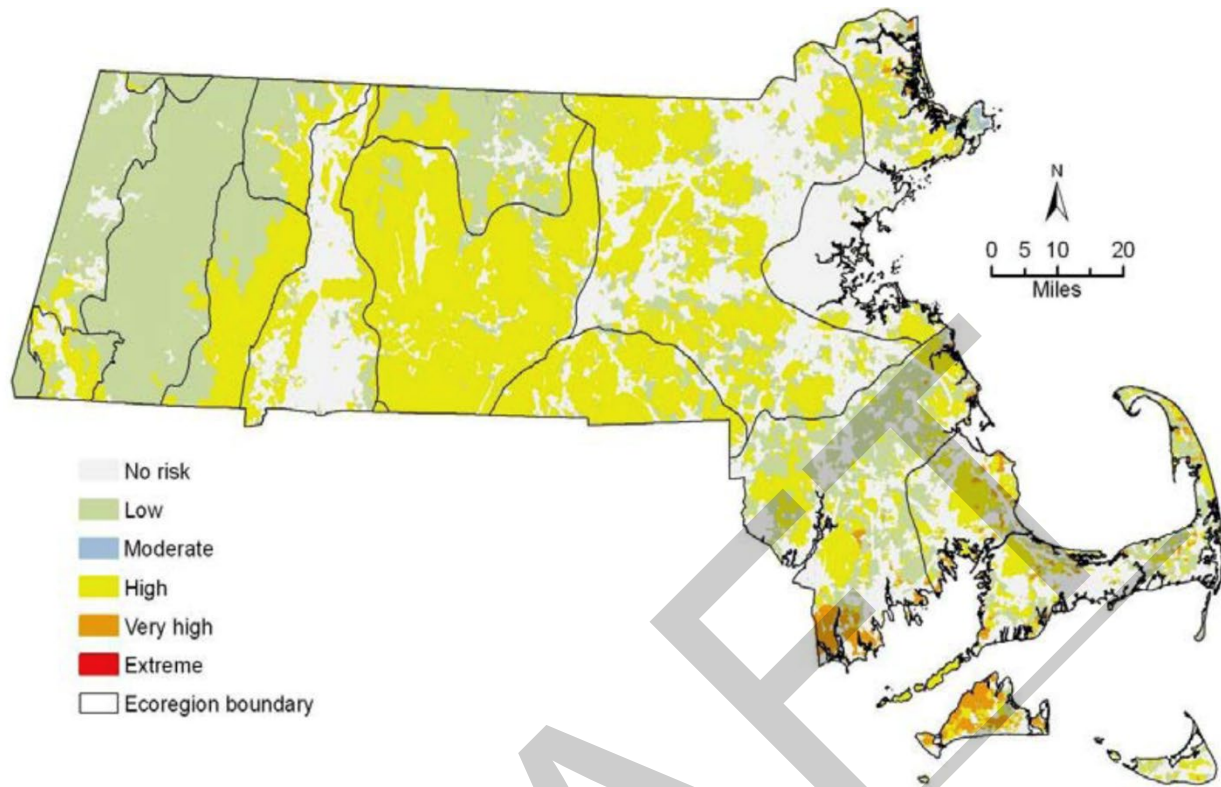 N
0 5 10 20
Miles
No risk
Low
Moderate
High
Very high
Extreme
Ecoregion boundary